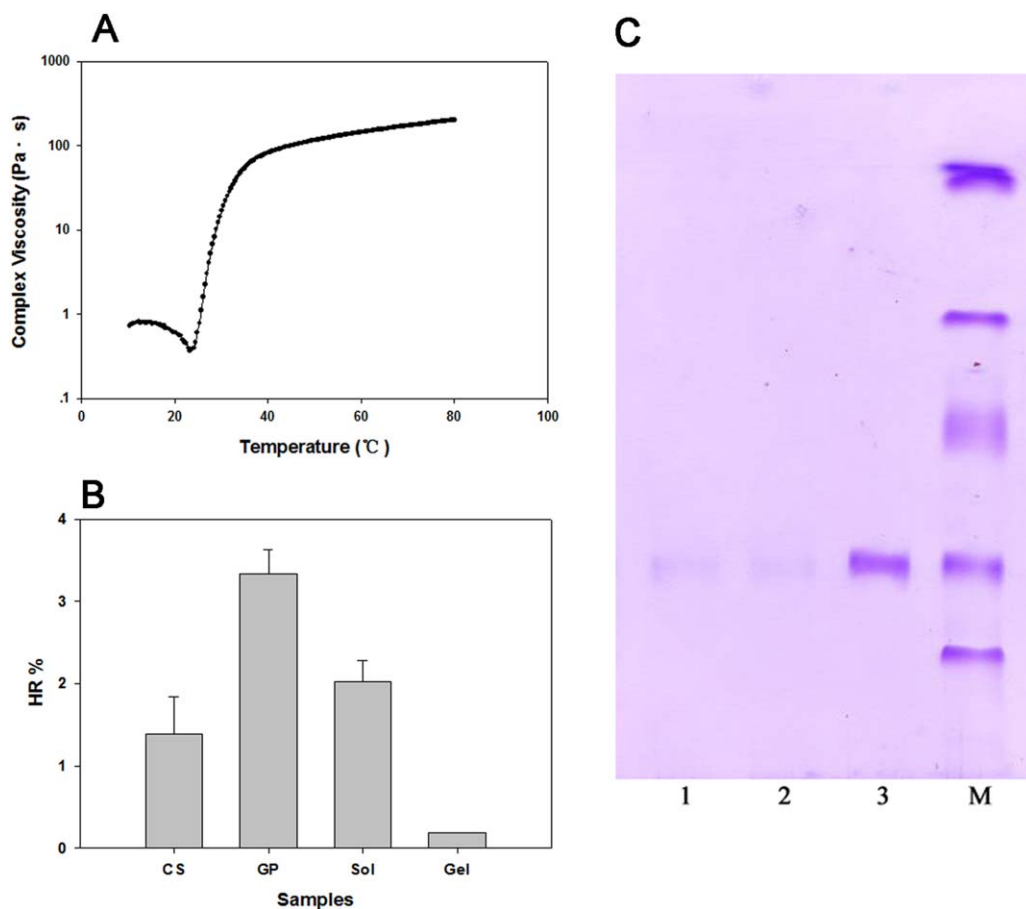 A
1000
100
10
1
.1
0
20
40
60
80
100
Complex Viscosity (Pa · s)
Temperature (℃)
B
4
3
2
1
0
HR %
CS
GP
Sol
Gel
Samples
C
1
2
3
M